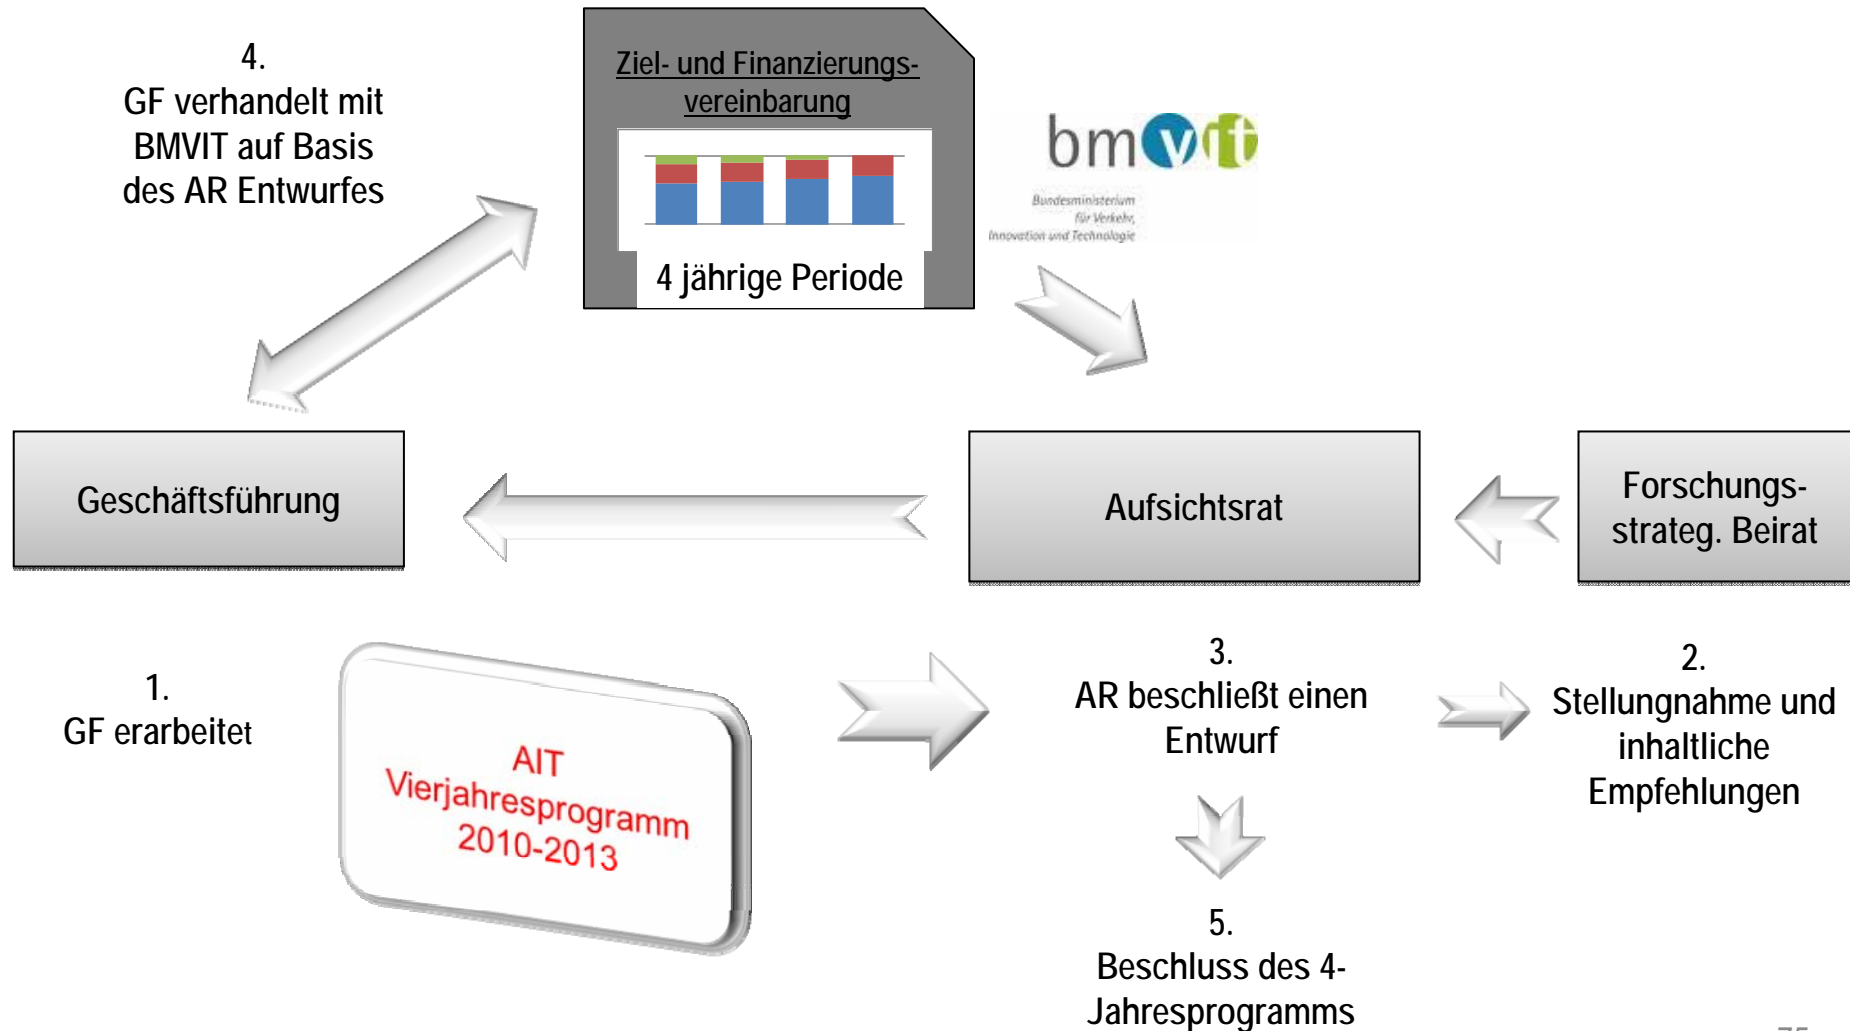 4.
GF verhandelt mit
BMVIT auf Basis
des AR Entwurfes
Ziel- und Finanzierungs-
vereinbarung
4 jährige Periode
bmvit
Bundesministerium
für Verkehr,
Innovation und Technologie
Geschäftsführung
Aufsichtsrat
Forschungs-
strateg. Beirat
1.
GF erarbeitet
AIT
Vierjahresprogramm
2010-2013
3.
AR beschließt einen
Entwurf
2.
Stellungnahme und
inhaltliche
Empfehlungen
5.
Beschluss des 4-
Jahresprogramms